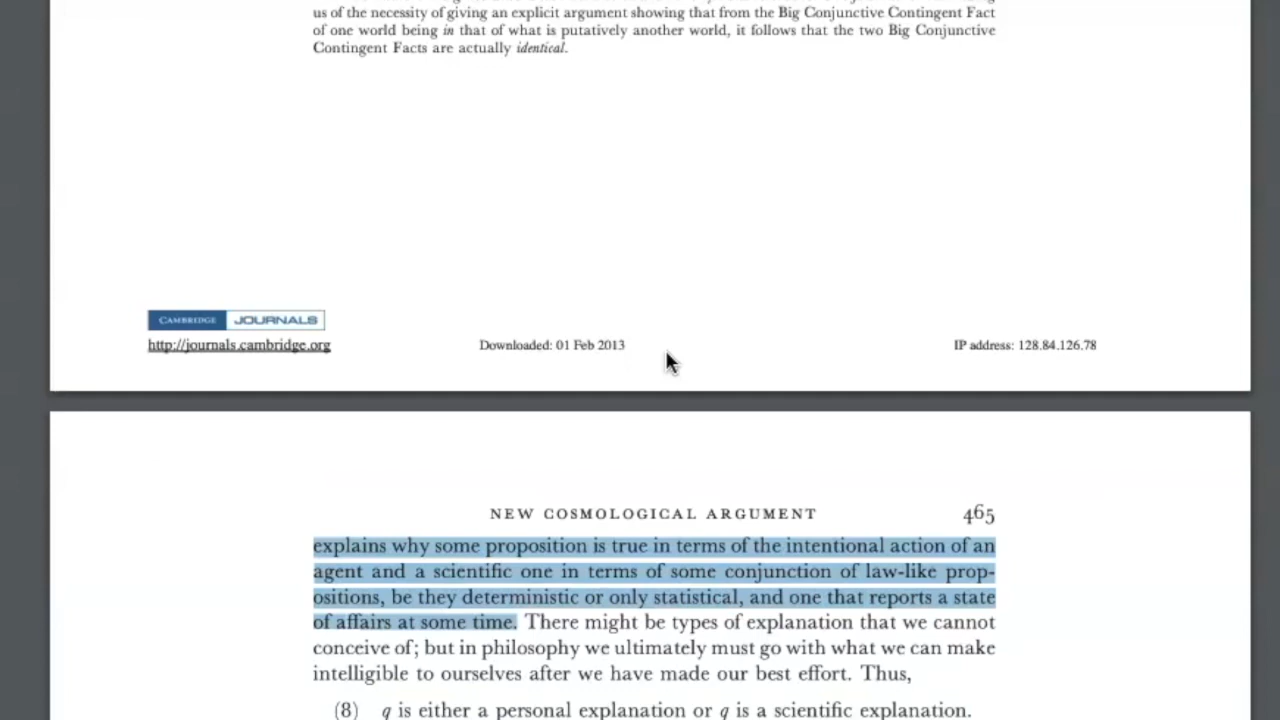 us of the necessity of giving an explicit argument showing that from the Big Conjunctive Contingent Fact
of one world being in that of what is putatively another world, it follows that the two Big Conjunctive
Contingent Facts are actually identical.
CAMBRIDGE JOURNALS
http://journals.cambridge.org Downloaded: 01 Feb 2013 IP address: 128.84.126.78
NEW COSMOLOGICAL ARGUMENT 465
explains why some proposition is true in terms of the intentional action of an
agent and a scientific one in terms of some conjunction of law-like prop-
ositions, be they deterministic or only statistical, and one that reports a state
of affairs at some time. There might be types of explanation that we cannot
conceive of; but in philosophy we ultimately must go with what we can make
intelligible to ourselves after we have made our best effort. Thus,
(8) q is either a personal explanation or q is a scientific explanation.